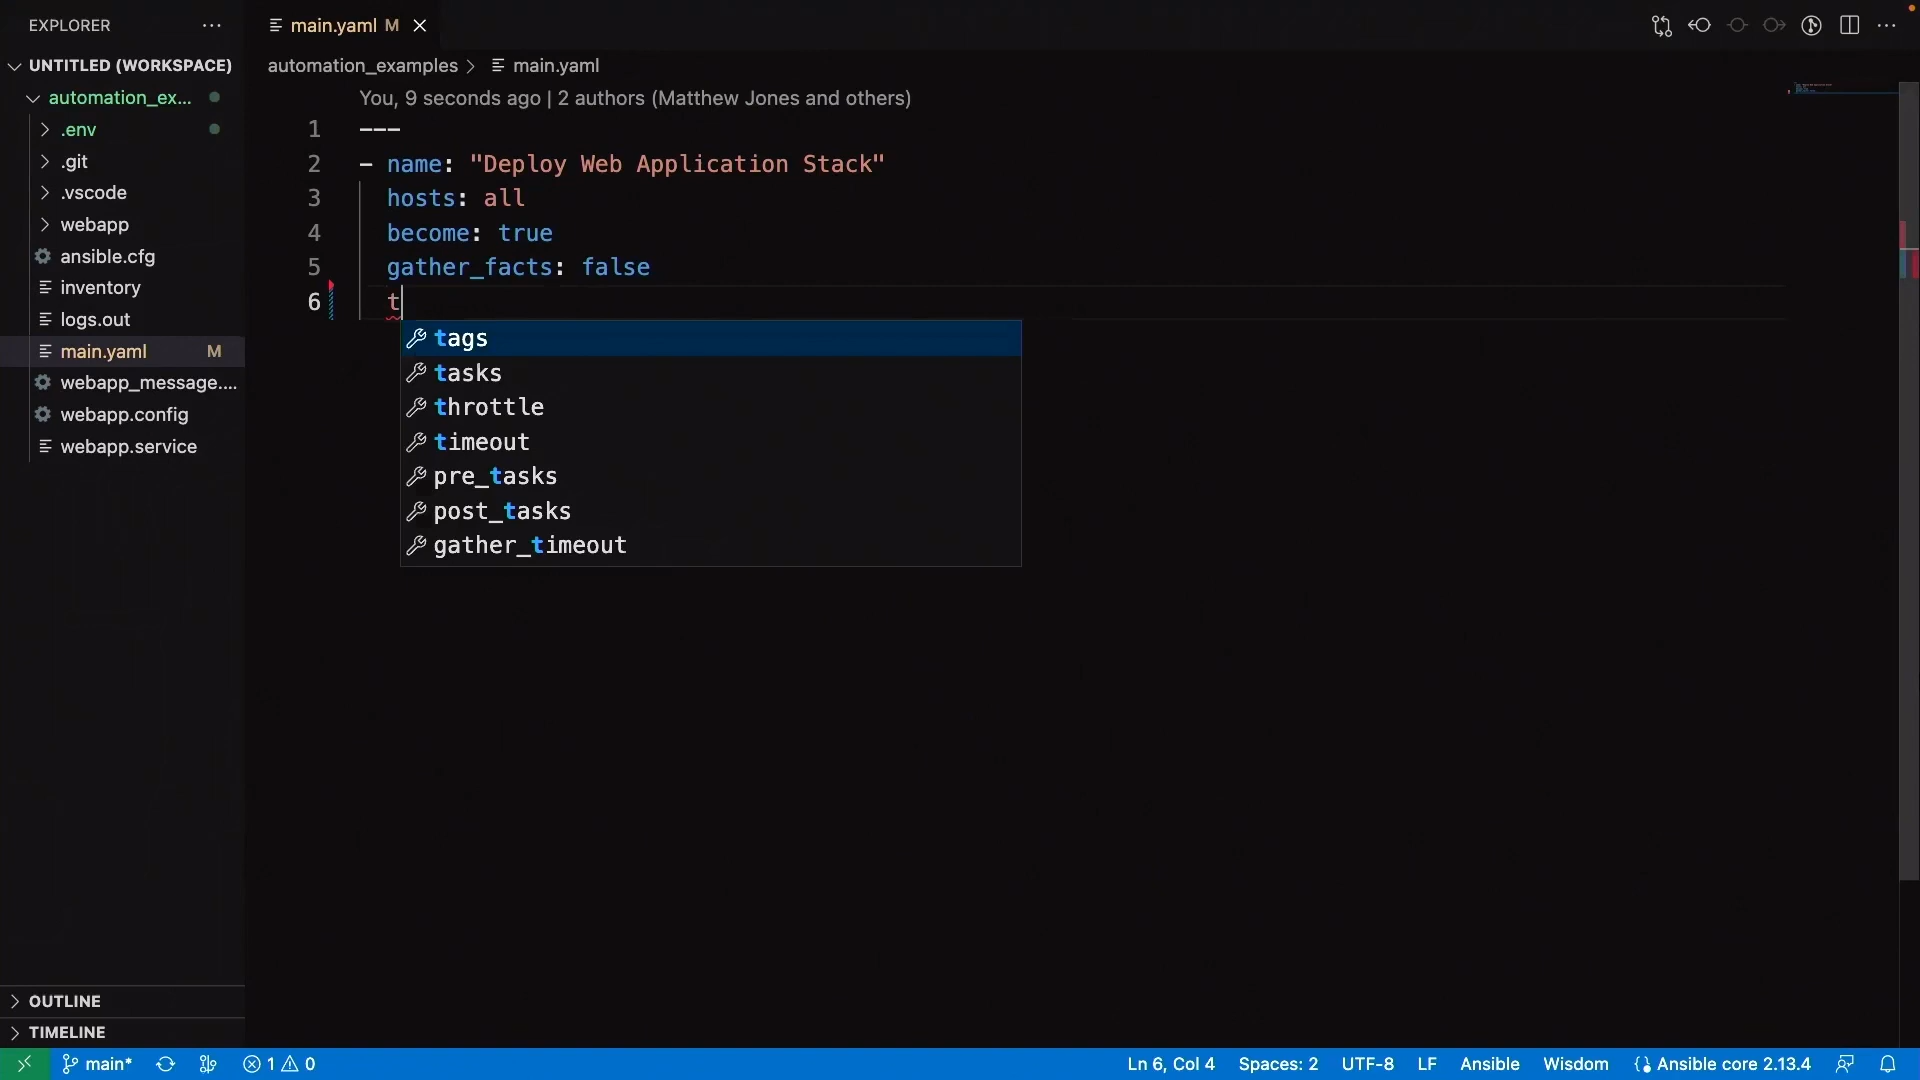 EXPLORER
UNTITLED (WORKSPACE)
automation_ex...
.env
.git
.vscode
webapp
ansible.cfg
inventory
logs.out
main.yaml M
webapp_message....
webapp.config
webapp.service
OUTLINE
TIMELINE
main.yaml M
automation_examples > main.yaml
You, 9 seconds ago | 2 authors (Matthew Jones and others)
1 ---
2 - name: "Deploy Web Application Stack"
3 hosts: all
4 become: true
5 gather_facts: false
6 t
tags
tasks
throttle
timeout
pre_tasks
post_tasks
gather_timeout
main* 1 0 Ln 6, Col 4 Spaces: 2 UTF-8 LF Ansible Wisdom Ansible core 2.13.4